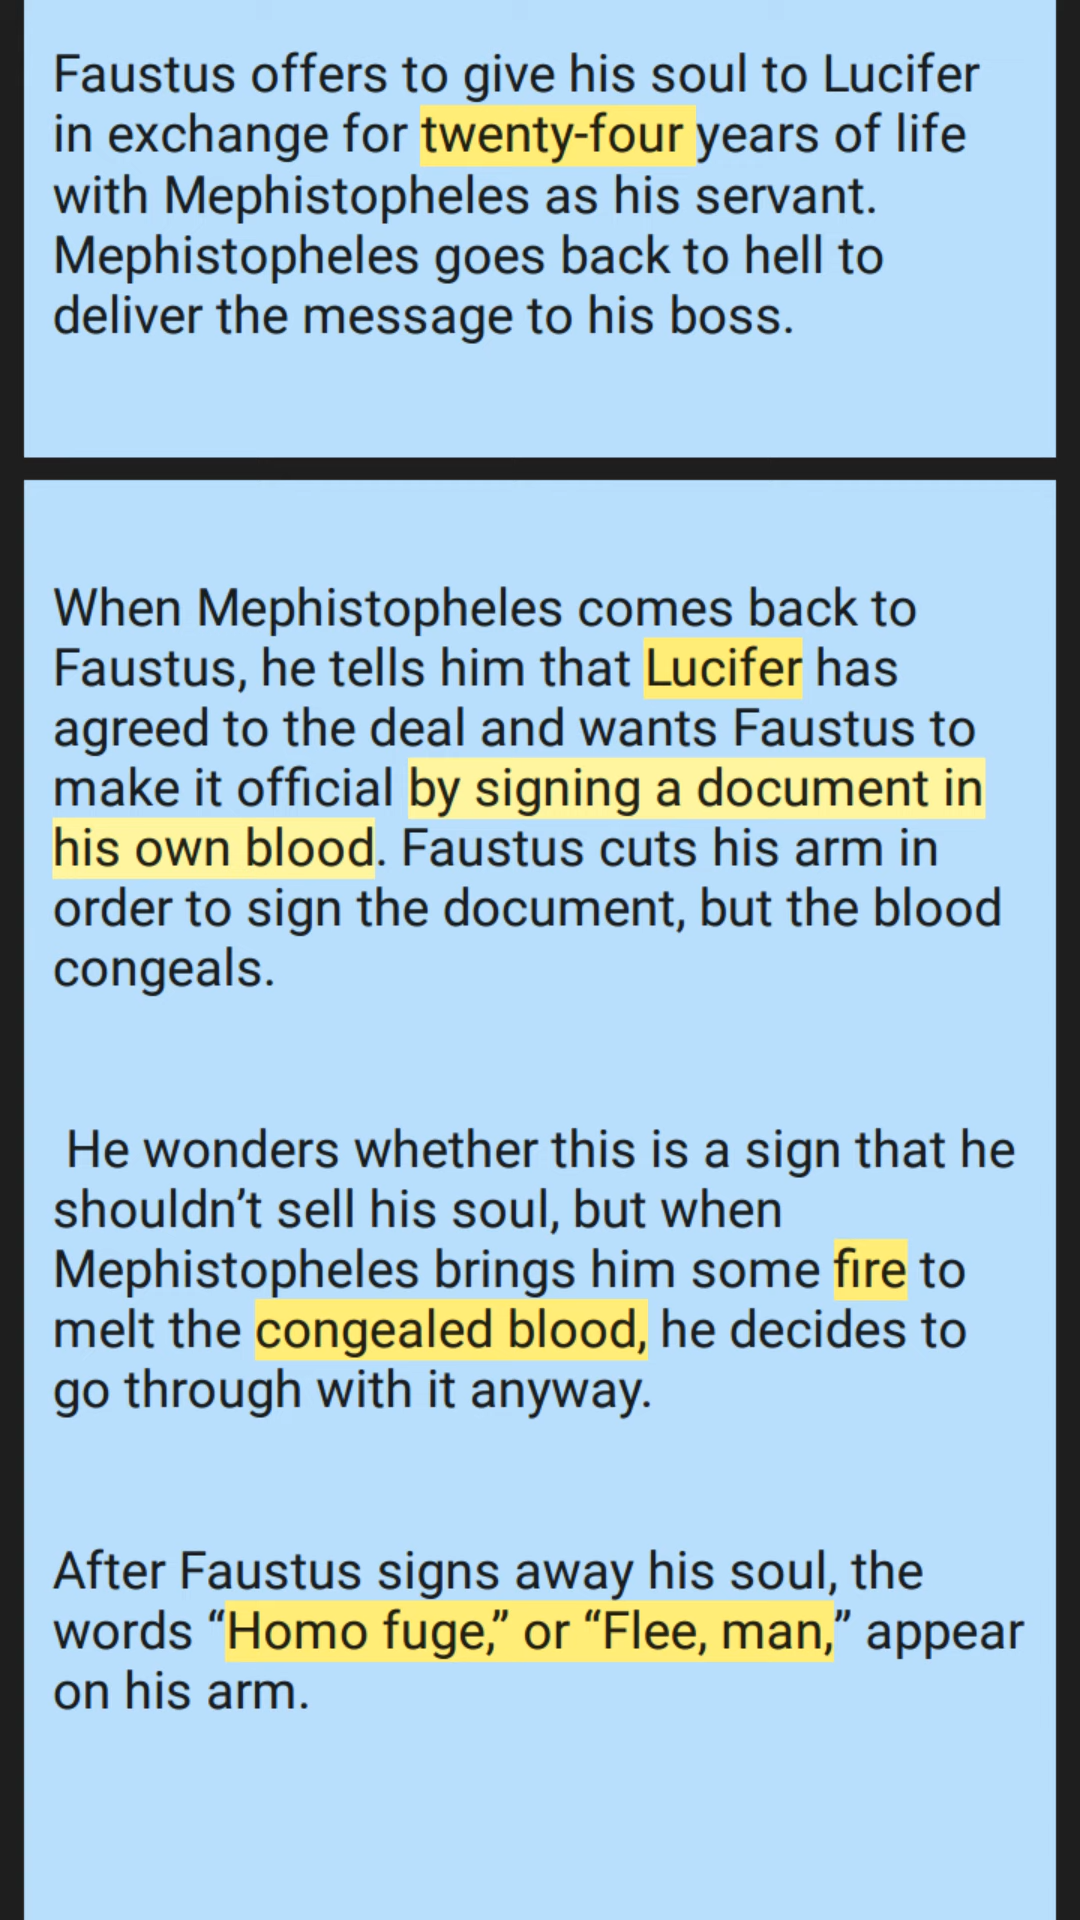 Faustus offers to give his soul to Lucifer
in exchange for twenty-four years of life
with Mephistopheles as his servant.
Mephistopheles goes back to hell to
deliver the message to his boss.
When Mephistopheles comes back to
Faustus, he tells him that Lucifer has
agreed to the deal and wants Faustus to
make it official by signing a document in
his own blood. Faustus cuts his arm in
order to sign the document, but the blood
congeals.
He wonders whether this is a sign that he
shouldn’t sell his soul, but when
Mephistopheles brings him some fire to
melt the congealed blood, he decides to
go through with it anyway.
After Faustus signs away his soul, the
words “Homo fuge,” or “Flee, man,” appear
on his arm.